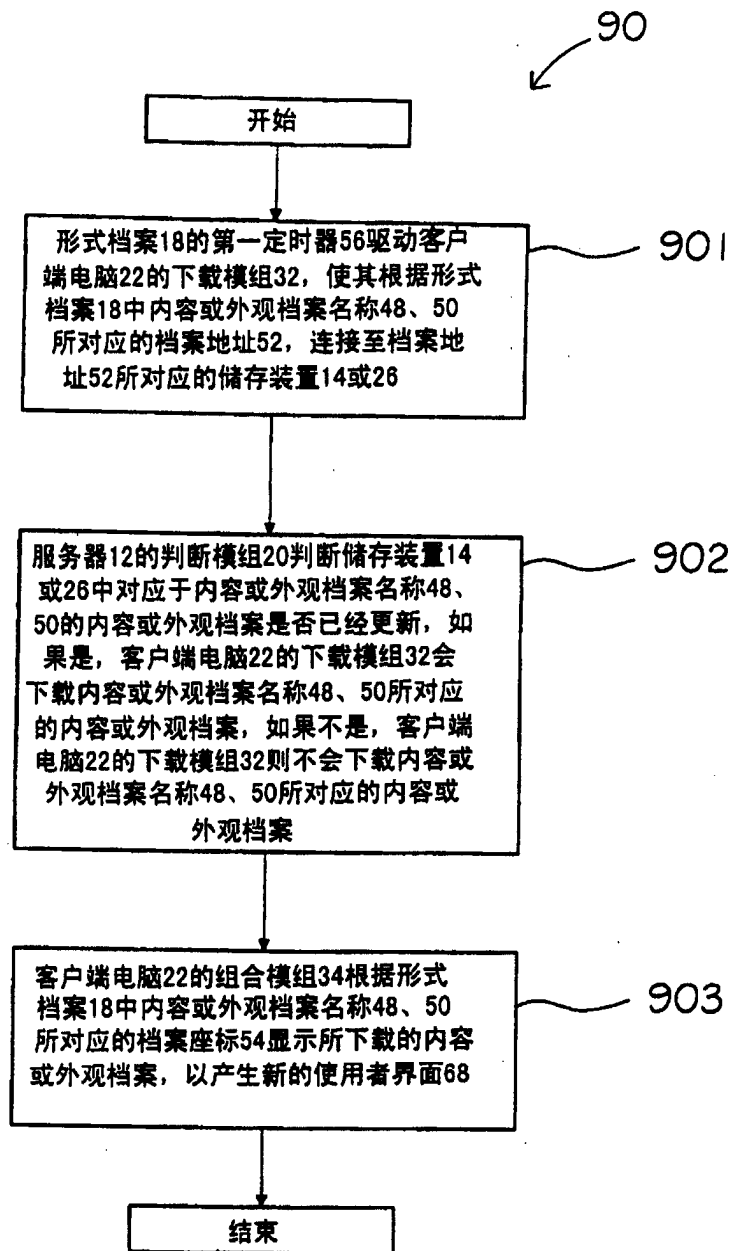 90
开始
形式档案18的第一定时器56驱动客户
端电脑22的下载模组32，使其根据形式
档案18中内容或外观档案名称48、50
所对应的档案地址52，连接至档案地
址52所对应的储存装置14或26
901
服务器12的判断模组20判断储存装置14
或26中对应于内容或外观档案名称48、
50的内容或外观档案是否已经更新，如
果是，客户端电脑22的下载模组32会
下载内容或外观档案名称48、50所对应
的内容或外观档案，如果不是，客户端
电脑22的下载模组32则不会下载内容或
外观档案名称48、50所对应的内容或
外观档案
902
客户端电脑22的组合模组34根据形式
档案18中内容或外观档案名称48、50
所对应的档案座标54显示所下载的内容
或外观档案，以产生新的使用者界面68
903
结束